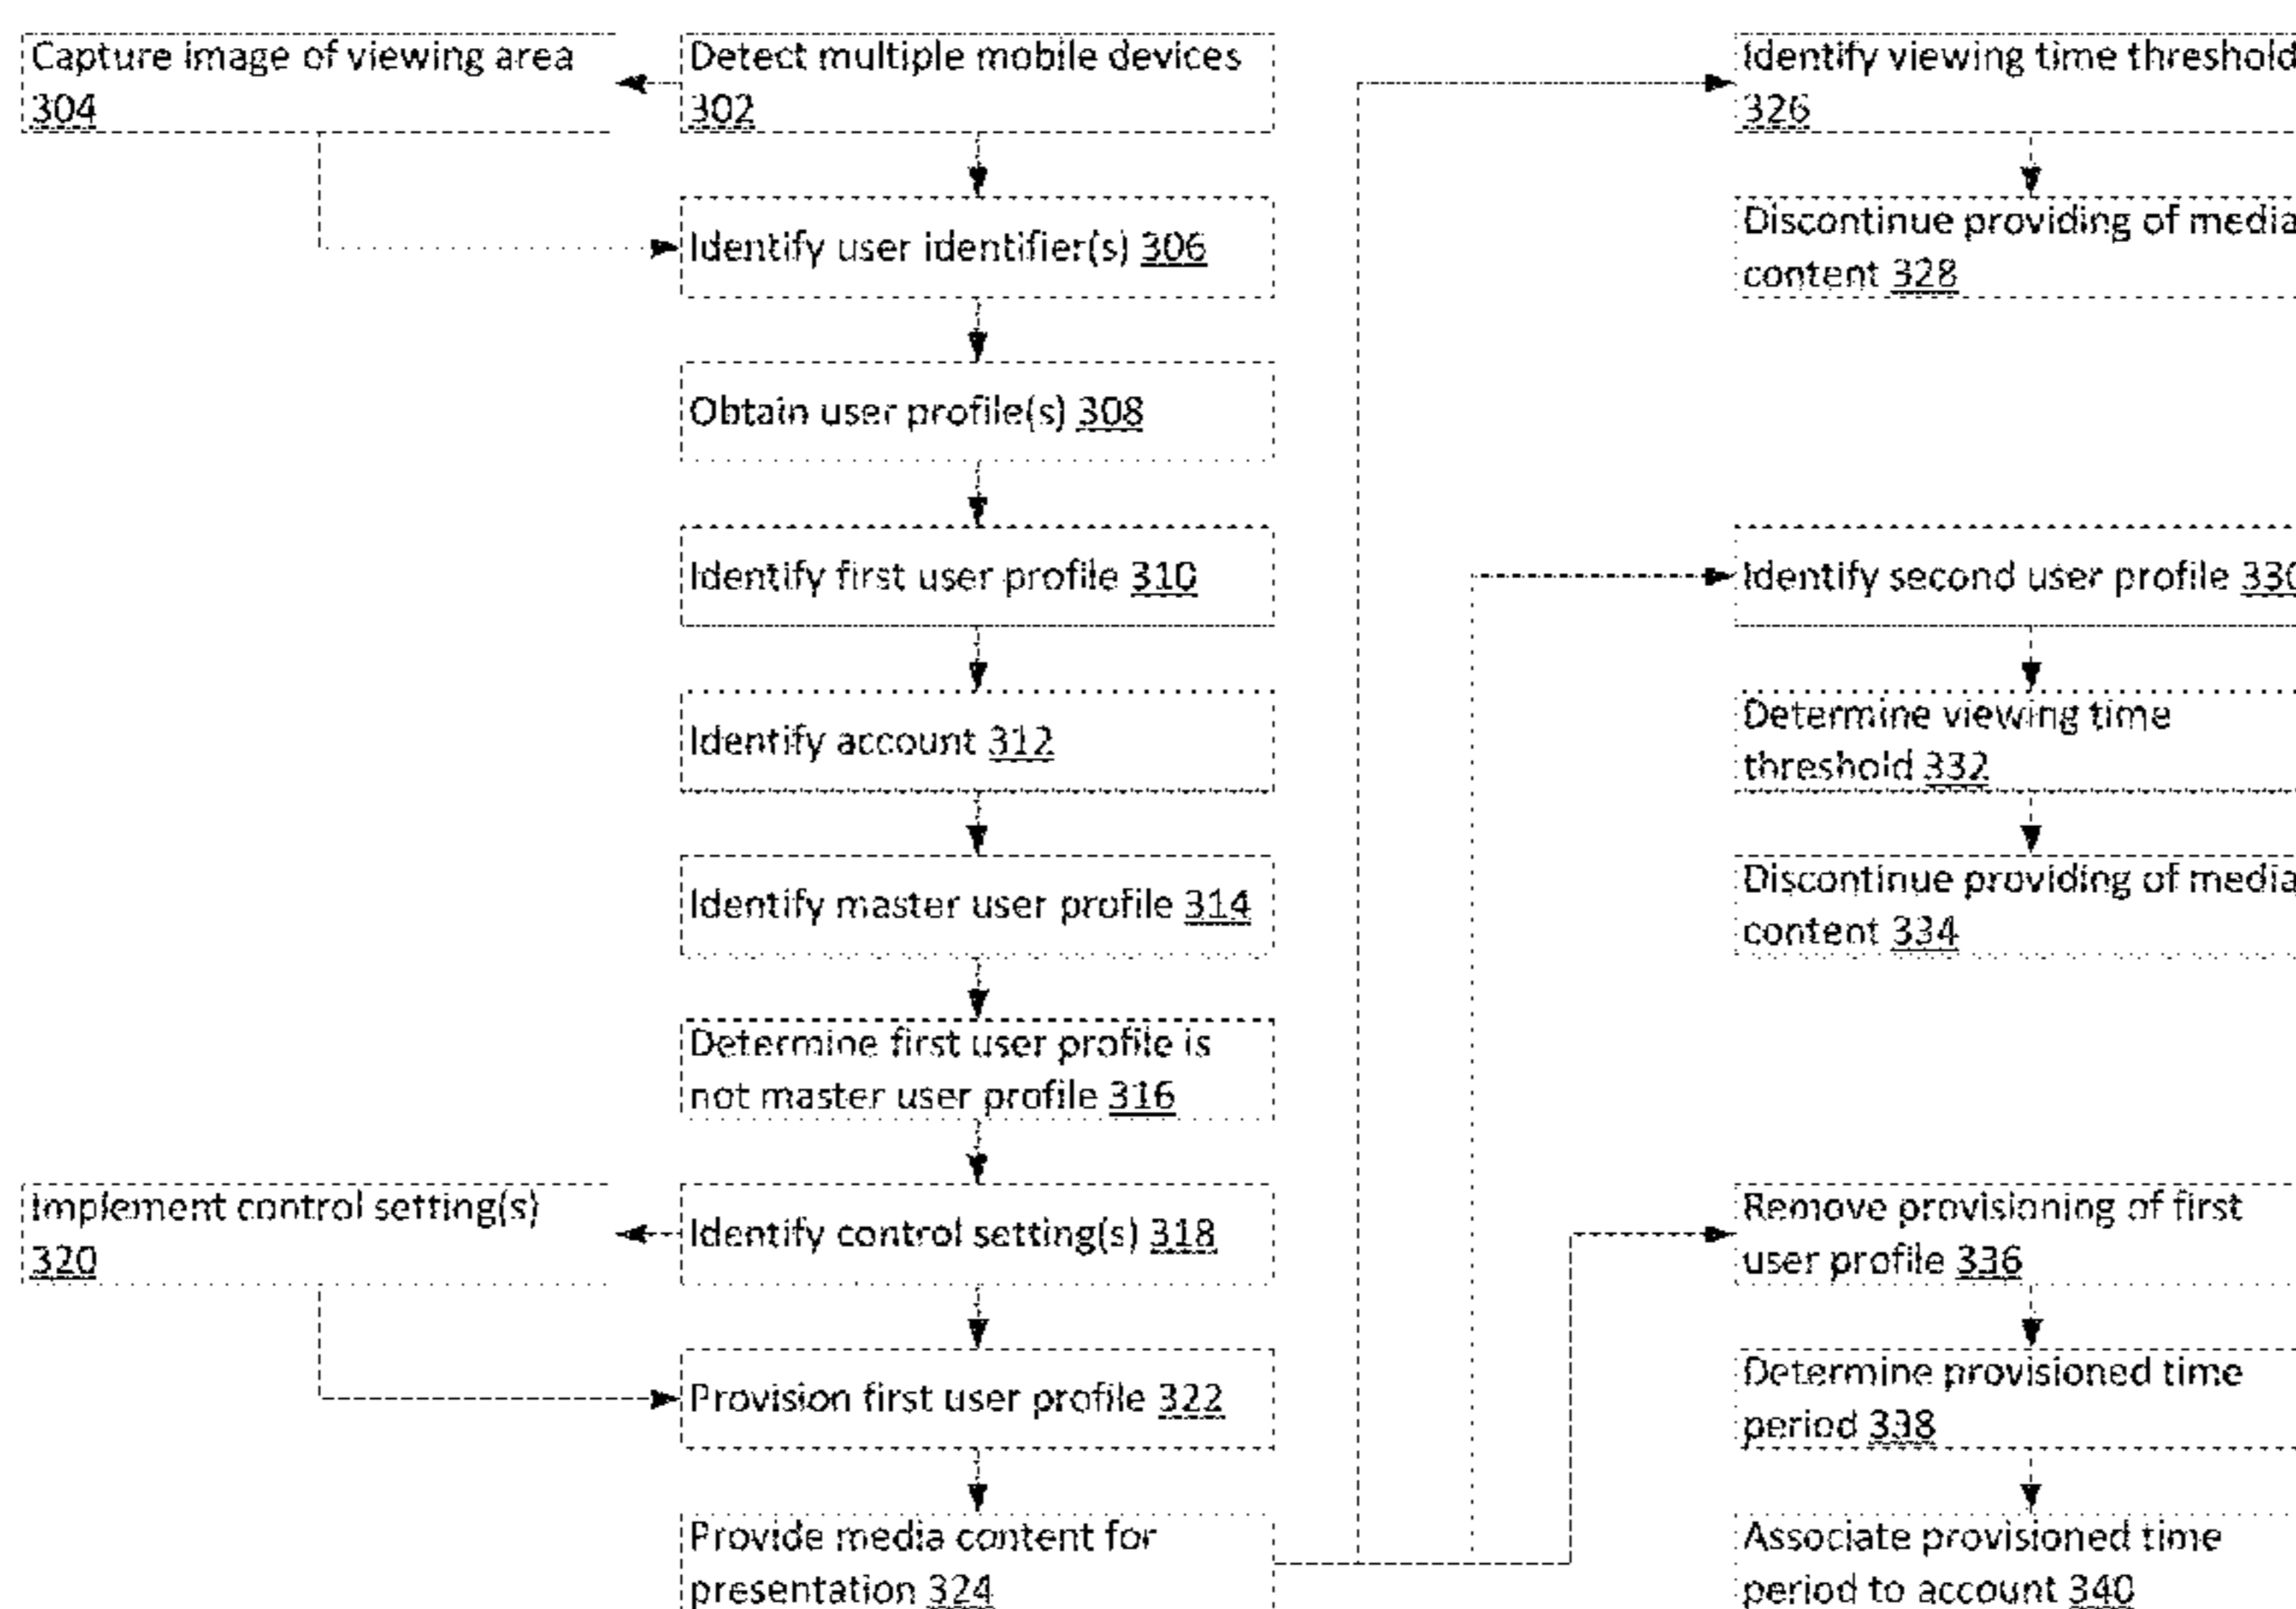 Capture image of viewing area
304
Detect multiple mobile devices
302
Identify user identifier(s) 306
Obtain user profile(s) 308
Identify first user profile 310
Identify account 312
Identify master user profile 314
Determine first user profile is
not master user profile 316
Identify control setting(s) 318
Implement control setting(s)
320
Provision first user profile 322
Provide media content for
presentation 324
Identify viewing time threshold
326
Discontinue providing of media
content 328
Identify second user profile 330
Determine viewing time
threshold 332
Discontinue providing of media
content 334
Remove provisioning of first
user profile 336
Determine provisioned time
period 338
Associate provisioned time
period to account 340